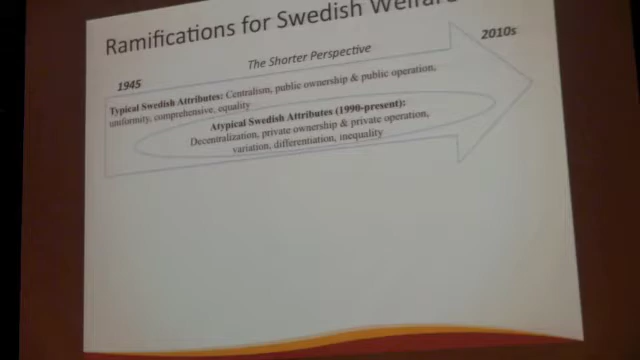 Ramifications for Swedish Welfare
The Shorter Perspective
2010s
1945
Typical Swedish Attributes: Centralism, public ownership & public operation,
uniformity, comprehensive, equality
Atypical Swedish Attributes (1990-present):
Decentralization, private ownership & private operation,
variation, differentiation, inequality